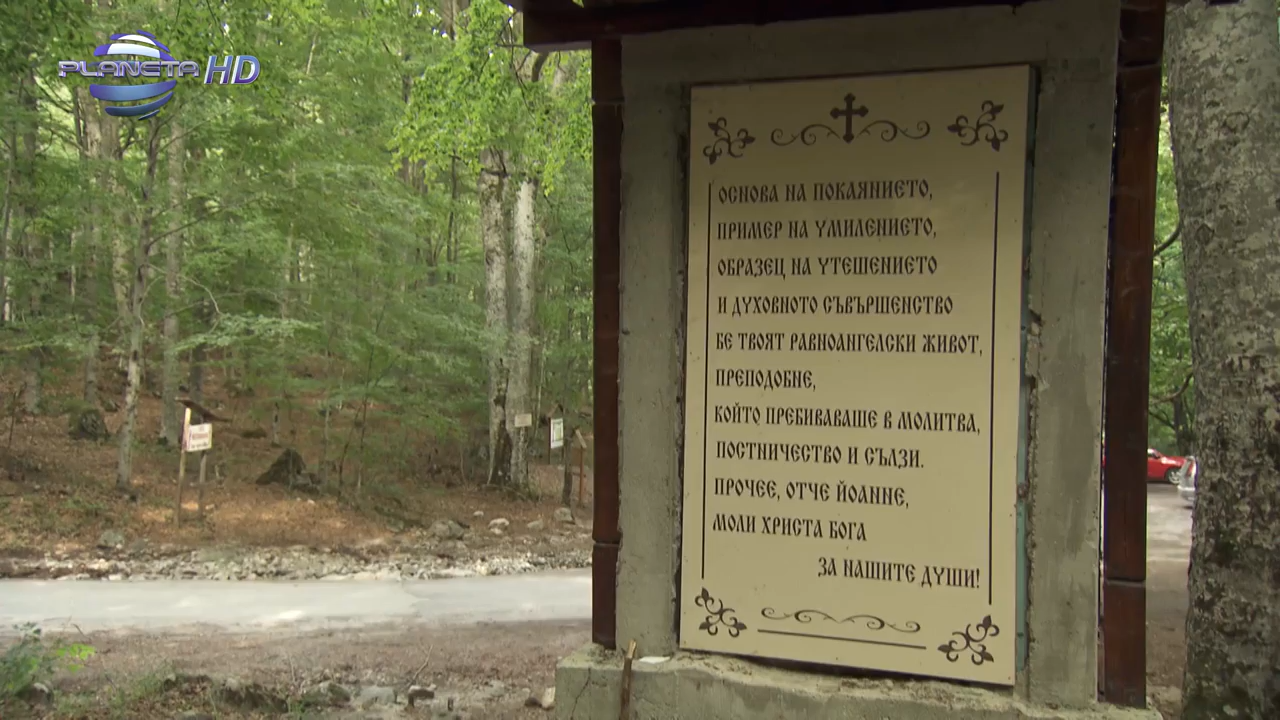 PLANETA HD
ОСНОВА НА ПОКАЯНИЕТО,
ПРИМЕР НА УМИЛЕНИЕТО,
ОБРАЗЕЦ НА УТЕШЕНИЕТО
И ДУХОВНОТО СЪВЪРШЕНСТВО
БЕ ТВОЯТ РАВНОАНГЕЛСКИ ЖИВОТ,
ПРЕПОДОБНЕ,
КОЙТО ПРЕБИВАВАШЕ В МОЛИТВА,
ПОСТНИЧЕСТВО И СЪЛЗИ.
ПРОЧЕЕ, ОТЧЕ ЙОАННЕ,
МОЛИ ХРИСТА БОГА
ЗА НАШИТЕ ДУШИ!